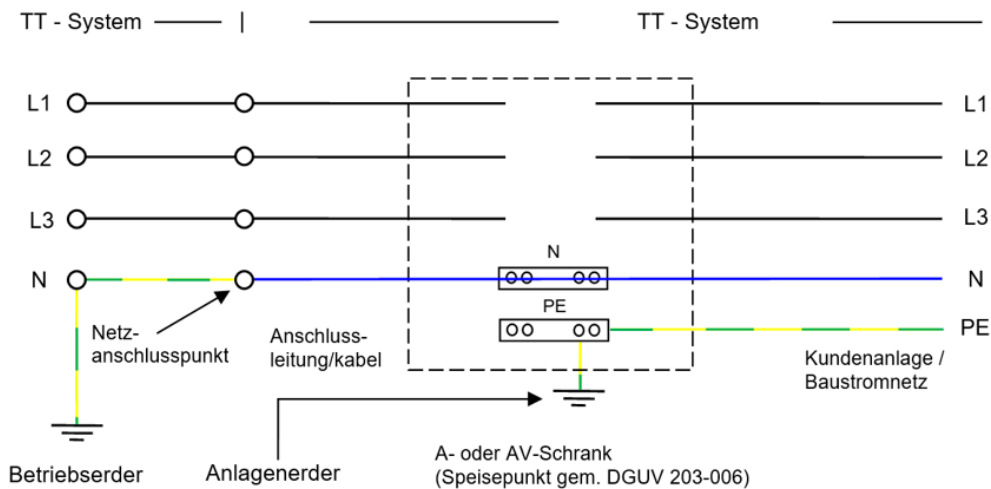 TT - System
TT - System
L1
L1
L2
L2
L3
L3
N
N
N
PE
PE
Netz-
anschlusspunkt
Anschluss-
leitung/kabel
Kundenanlage /
Baustromnetz
Betriebserder
Anlagenerder
A- oder AV-Schrank
(Speisepunkt gem. DGUV 203-006)